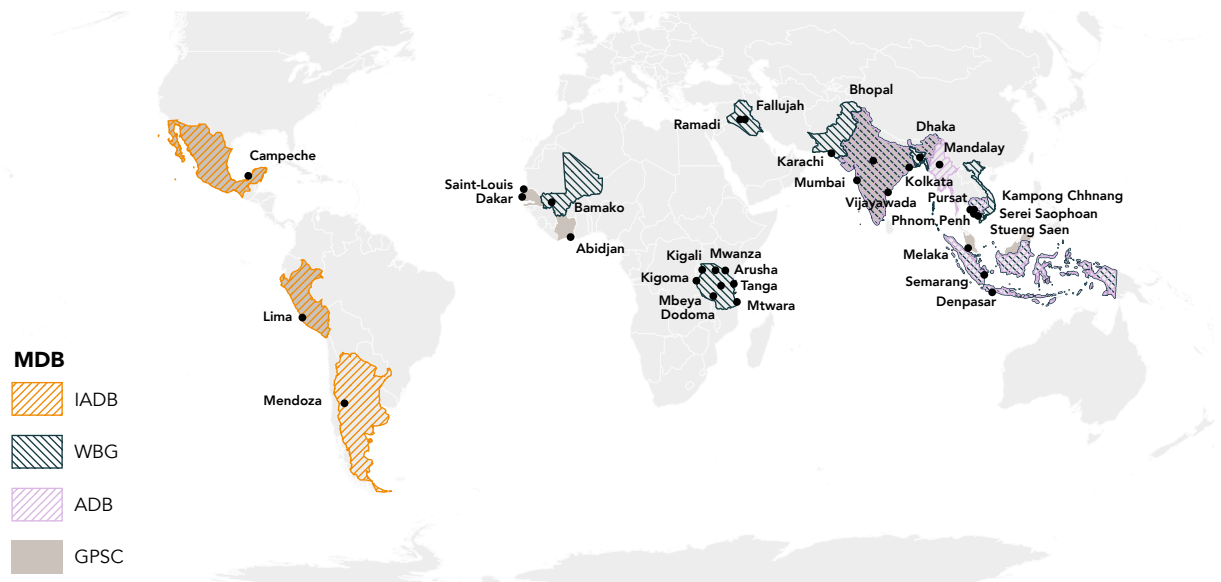 Bhopal
Fallujah
Ramadi
Dhaka
Mandalay
Campeche
Karachi
Mumbai
Kolkata
Saint-Louis
Dakar
Bamako
Vijayawada
Pursat
Kampong Chhnang
Phnom Penh
Serei Saophoan
Stueng Saen
Abidjan
Kigali
Mwanza
Melaka
Arusha
Kigoma
Tanga
Semarang
Mbeya
Dodoma
Mtwara
Denpasar
Lima
MDB
IADB
Mendoza
WBG
ADB
GPSC